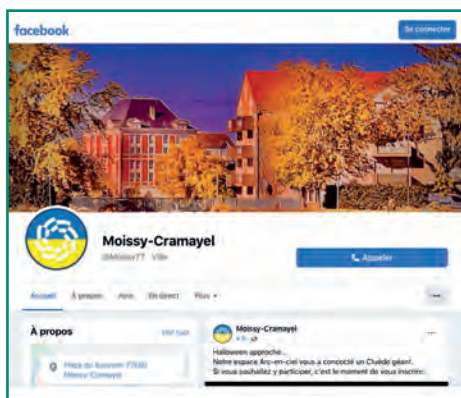 facebook
Se connecter
Moissy-Cramayel
@Moissy77 Ville
Appeler
Accueil
À propos
Avis
En direct
Plus
À propos
Voir tout
Place du Souvenir 77550
Moissy-Cramayel
Moissy-Cramayel
Halloween approche...
Notre espace Arc-en-ciel vous a concocté un Cluédo géant.
Si vous souhaitez y participer, c'est le moment de vous inscrire: